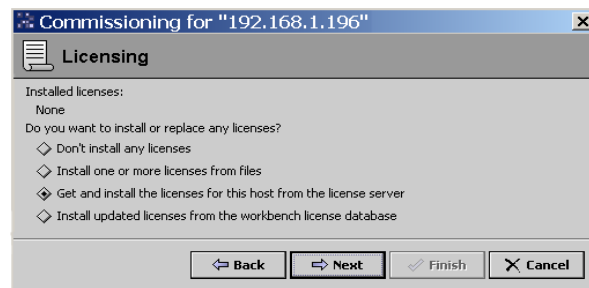 Commissioning for "192.168.1.196"
Licensing
Installed licenses:
None
Do you want to install or replace any licenses?
Don't install any licenses
Install one or more licenses from files
Get and install the licenses for this host from the license server
Install updated licenses from the workbench license database
Back Next Finish Cancel